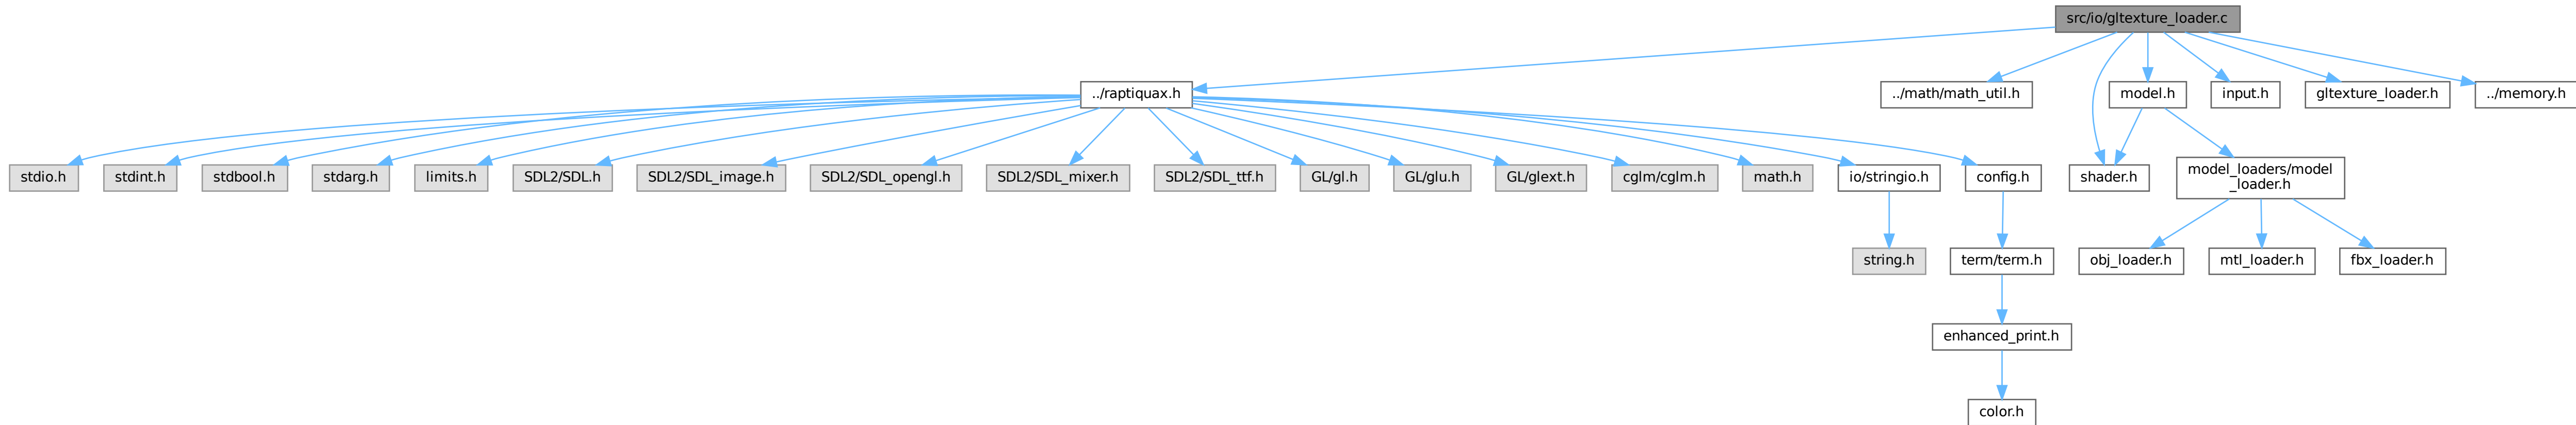 src/io/gltexture_loader.c
../raptiquax.h
../math/math_util.h
model.h
input.h
gltexture_loader.h
../memory.h
stdio.h
stdint.h
stdbool.h
stdarg.h
limits.h
SDL2/SDL.h
SDL2/SDL_image.h
SDL2/SDL_opengl.h
SDL2/SDL_mixer.h
SDL2/SDL_ttf.h
GL/gl.h
GL/glu.h
GL/glext.h
cglm/cglm.h
math.h
io/stringio.h
config.h
shader.h
model_loaders/model
_loader.h
string.h
term/term.h
obj_loader.h
mtl_loader.h
fbx_loader.h
enhanced_print.h
color.h